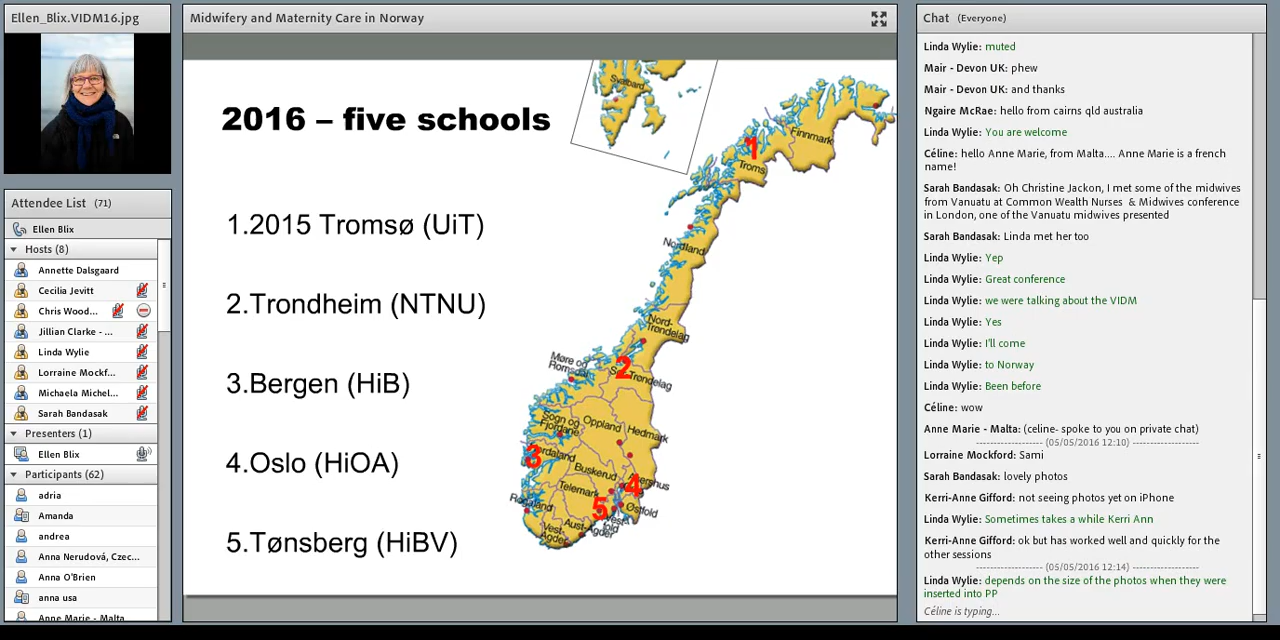 Ellen_Blix.VIDM16.jpg
Attendee List (71)
Ellen Blix
Hosts (8)
Annette Dalsgaard
Cecilia Jevitt
Chris Wood...
Jillian Clarke - ...
Linda Wylie
Lorraine Mockf...
Michaela Michel...
Sarah Bandasak
Presenters (1)
Ellen Blix
Participants (62)
adria
Amanda
andrea
Anna Nerudová, Czec...
Anna O'Brien
anna usa
Anne Marie - Malta
Midwifery and Maternity Care in Norway
2016 – five schools
1.2015 Tromsø (UiT)
2.Trondheim (NTNU)
3.Bergen (HiB)
4.Oslo (HiOA)
5.Tønsberg (HiBV)
Svalbard
Finnmark
1
Troms
Nordland
Nord-
Trøndelag
Møre og
Romsdal
2
Sør-Trøndelag
Sogn og
Fjordane
Oppland
Hedmark
3
Hordaland
Buskerud
Akershus
4
Telemark
Rogaland
5
Østfold
Vest-
fold
Aust-
Agder
Vest-
Agder
Chat (Everyone)
Linda Wylie: muted
Mair - Devon UK: phew
Mair - Devon UK: and thanks
Ngaire McRae: hello from cairns qld australia
Linda Wylie: You are welcome
Céline: hello Anne Marie, from Malta.... Anne Marie is a french
name!
Sarah Bandasak: Oh Christine Jackon, I met some of the midwives
from Vanuatu at Common Wealth Nurses & Midwives conference
in London, one of the Vanuatu midwives presented
Sarah Bandasak: Linda met her too
Linda Wylie: Yep
Linda Wylie: Great conference
Linda Wylie: we were talking about the VIDM
Linda Wylie: Yes
Linda Wylie: I'll come
Linda Wylie: to Norway
Linda Wylie: Been before
Céline: wow
Anne Marie - Malta: (celine- spoke to you on private chat)
------------------ (05/05/2016 12:10) ------------------
Lorraine Mockford: Sami
Sarah Bandasak: lovely photos
Kerri-Anne Gifford: not seeing photos yet on iPhone
Linda Wylie: Sometimes takes a while Kerri Ann
Kerri-Anne Gifford: ok but has worked well and quickly for the
other sessions
------------------ (05/05/2016 12:14) ------------------
Linda Wylie: depends on the size of the photos when they were
inserted into PP
Céline is typing...